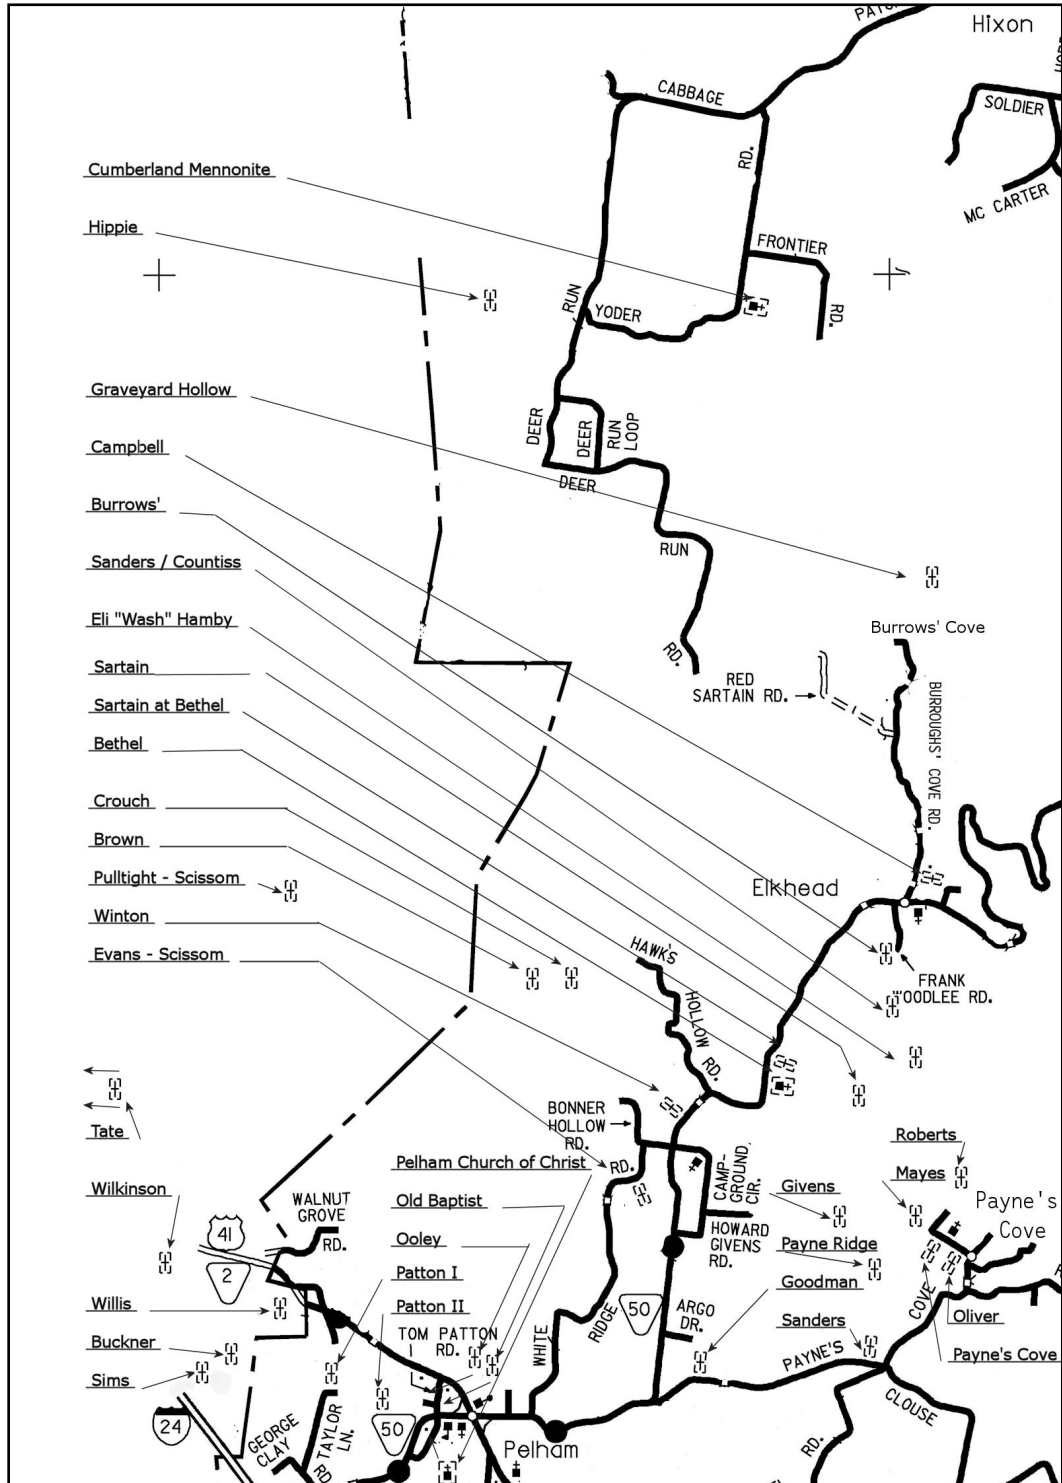 Hixon
CABBAGE
SOLDIER
RD.
Cumberland Mennonite
MC CARTER
Hippie
FRONTIER
RUN
YODER
RD.
Graveyard Hollow
DEER
DEER
RUN
LOOP
Campbell
DEER
Burrows'
RUN
Sanders / Countiss
Eli "Wash" Hamby
Burrows' Cove
Sartain
RD.
RED
SARTAIN RD.
BURROUGHS' COVE RD.
Sartain at Bethel
Bethel
Crouch
Brown
Pulltight - Scissom
Elkhead
Winton
HAWK'S
HOLLOW
RD.
Evans - Scissom
FRANK
WOODLEE RD.
BONNER
HOLLOW
RD.
Tate
Roberts
Pelham Church of Christ
RD.
CAMP-
GROUND
CIR.
Mayes
Wilkinson
WALNUT
GROVE
RD.
Old Baptist
Givens
Payne's
Cove
41
HOWARD
GIVENS
RD.
Ooley
Payne Ridge
2
Patton I
Goodman
Willis
Patton II
RIDGE
50
ARGO
DR.
COVE
Oliver
Buckner
TOM PATTON
RD.
WHITE
Sanders
PAYNE'S
Payne's Cove
Sims
24
GEORGE
CLAY
RD
TAYLOR
LN.
50
Pelham
RD.
CLOUSE